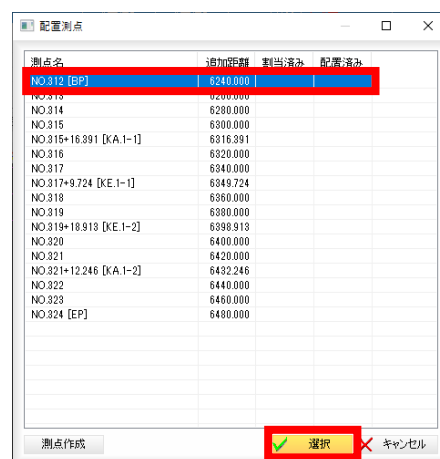 配置測点
測点名 追加距離 割当済み 配置済み
NO.312 [BP] 6240.000
NO.313 6260.000
NO.314 6280.000
NO.315 6300.000
NO.315+16.391 [KA.1-1] 6316.391
NO.316 6320.000
NO.317 6340.000
NO.317+9.724 [KE.1-1] 6349.724
NO.318 6360.000
NO.319 6380.000
NO.319+18.913 [KE.1-2] 6398.913
NO.320 6400.000
NO.321 6420.000
NO.321+12.246 [KA.1-2] 6432.246
NO.322 6440.000
NO.323 6460.000
NO.324 [EP] 6480.000
測点作成 選択 キャンセル